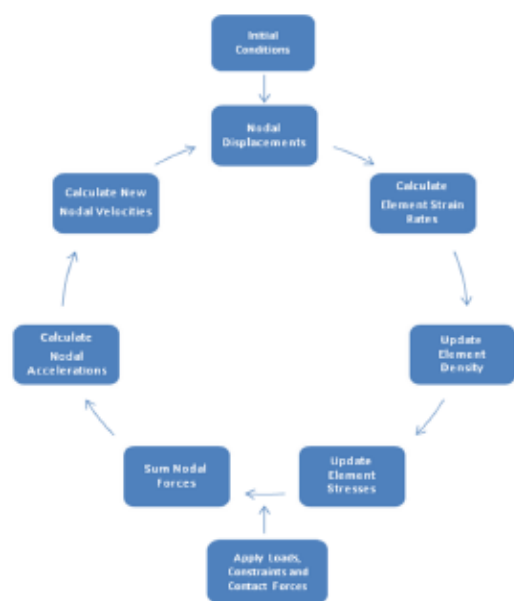 Initial
Conditions
Nodal
Displacements
Calculate
Element Strain
Rates
Update
Element
Density
Update
Element
Stresses
Apply Loads,
Constraints and
Contact Forces
Sum Nodal
Forces
Calculate
Nodal
Accelerations
Calculate New
Nodal Velocities